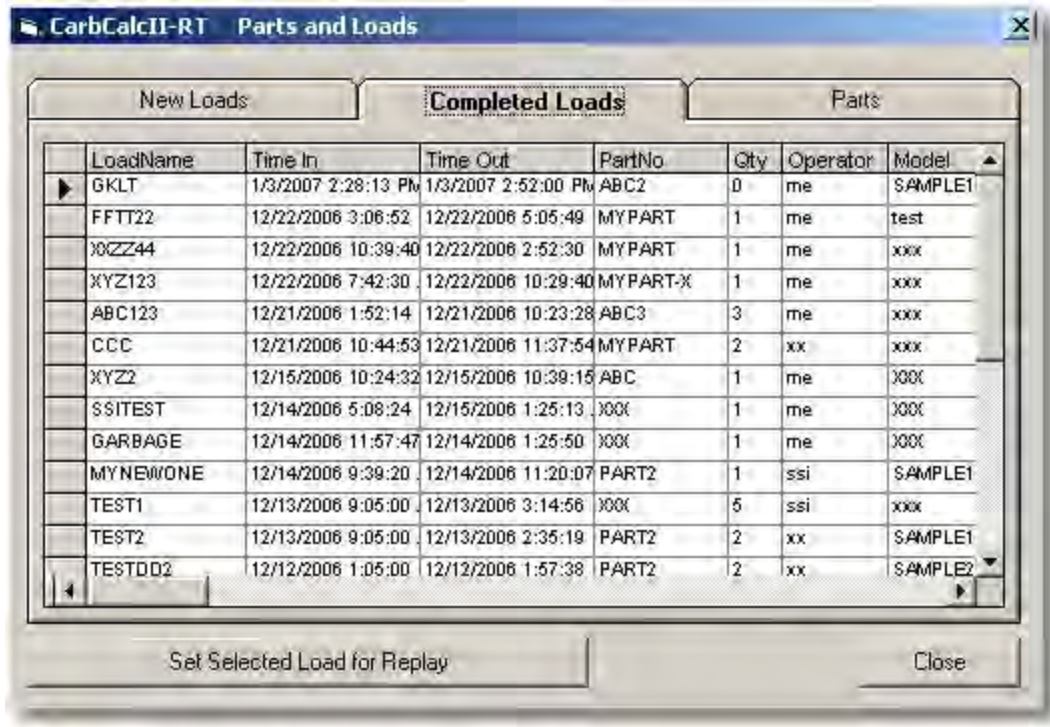 CarbCalcII-RT Parts and Loads
New Loads Completed Loads Parts
LoadName Time In Time Out PartNo Qty Operator Model
GKLT 1/3/2007 2:28:13 PM 1/3/2007 2:52:00 PM ABC2 0 me SAMPLE1
FFTT22 12/22/2006 3:06:52 12/22/2006 5:05:49 MYPART 1 me test
XXZZ44 12/22/2006 10:39:40 12/22/2006 2:52:30 MYPART 1 me xxx
XYZ123 12/22/2006 7:42:30 12/22/2006 10:29:40 MYPART-X 1 me xxx
ABC123 12/21/2006 1:52:14 12/21/2006 10:23:28 ABC3 3 me xxx
CCC 12/21/2006 10:44:53 12/21/2006 11:37:54 MYPART 2 xx xxx
XYZ2 12/15/2006 10:24:32 12/15/2006 10:39:15 ABC 1 me XXX
SSITEST 12/14/2006 5:08:24 12/15/2006 1:25:13 XXX 1 me XXX
GARBAGE 12/14/2006 11:57:47 12/14/2006 1:25:50 XXX 1 me XXX
MYNEWONE 12/14/2006 9:39:20 12/14/2006 11:20:07 PART2 1 ssi SAMPLE1
TEST1 12/13/2006 9:05:00 12/13/2006 3:14:56 XXX 5 ssi xxx
TEST2 12/13/2006 9:05:00 12/13/2006 2:35:19 PART2 2 xx SAMPLE1
TESTDD2 12/12/2006 1:05:00 12/12/2006 1:57:38 PART2 2 xx SAMPLE2
Set Selected Load for Replay Close